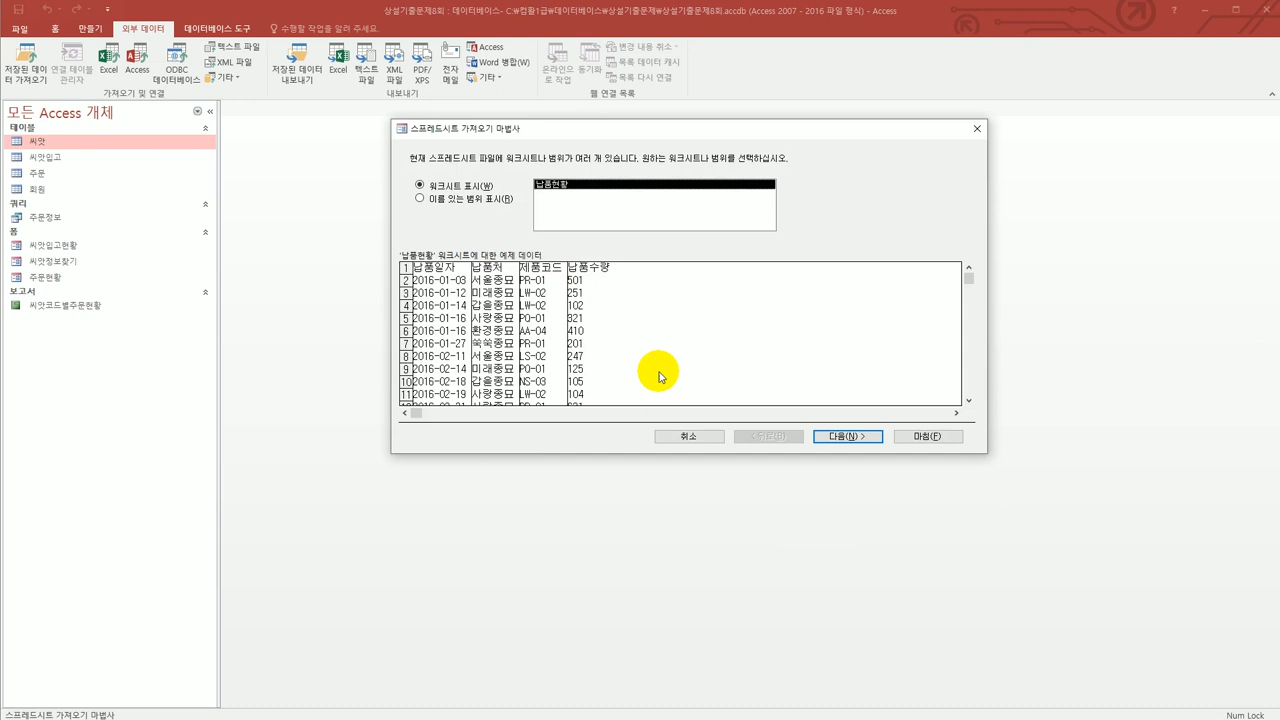 상설기출문제8회 : 데이터베이스- C:₩컴활1급₩데이터베이스₩상설기출문제₩상설기출문제8회.accdb (Access 2007 - 2016 파일 형식) - Access
파일 홈 만들기 외부 데이터 데이터베이스 도구 수행할 작업을 알려 주세요.
저장된 데이터 가져오기
연결 테이블 관리자
Excel
Access
ODBC 데이터베이스
텍스트 파일
XML 파일
기타
가져오기 및 연결
저장된 데이터 내보내기
Excel
텍스트 파일
XML 파일
PDF/XPS
전자 메일
Access
Word 병합(W)
기타
내보내기
온라인으로 작업
동기화
변경 내용 취소
목록 데이터 캐시
목록 다시 연결
웹 연결 목록
모든 Access 개체
테이블
씨앗
씨앗입고
주문
회원
쿼리
주문정보
폼
씨앗입고현황
씨앗정보찾기
주문현황
보고서
씨앗코드별주문현황
스프레드시트 가져오기 마법사
현재 스프레드시트 파일에 워크시트나 범위가 여러 개 있습니다. 원하는 워크시트나 범위를 선택하십시오.
워크시트 표시(W)
이름 있는 범위 표시(R)
납품현황
'납품현황' 워크시트에 대한 예제 데이터
1 납품일자 납품처 제품코드 납품수량
2 2016-01-03 서울종묘 PR-01 501
3 2016-01-12 미래종묘 LW-02 251
4 2016-01-14 갑을종묘 LW-02 102
5 2016-01-16 사랑종묘 PQ-01 321
6 2016-01-16 환경종묘 AA-04 410
7 2016-01-27 쑥쑥종묘 PR-01 201
8 2016-02-11 서울종묘 LS-02 247
9 2016-02-14 미래종묘 PQ-01 125
10 2016-02-18 갑을종묘 NS-03 105
11 2016-02-19 사랑종묘 LW-02 104
취소 < 뒤로(B) 다음(N) > 마침(F)
스프레드시트 가져오기 마법사
Num Lock